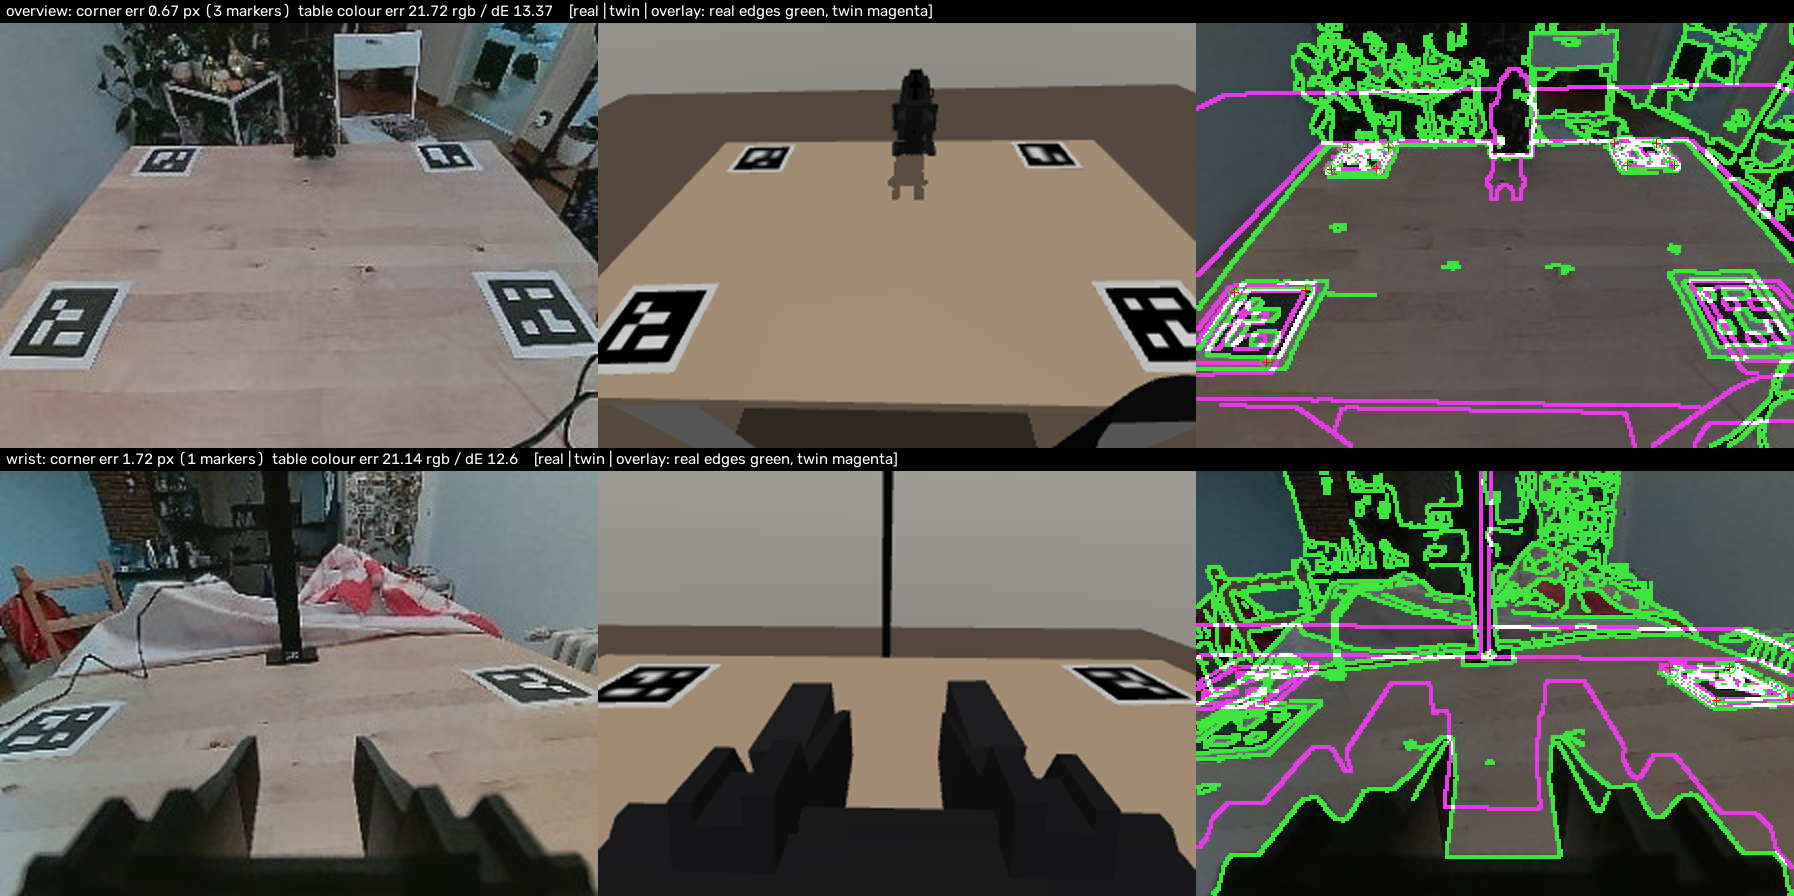 overview: corner err 0.67 px (3 markers) table colour err 21.72 rgb / dE 13.37 [real | twin | overlay: real edges green, twin magenta]
wrist: corner err 1.72 px (1 markers) table colour err 21.14 rgb / dE 12.6 [real | twin | overlay: real edges green, twin magenta]